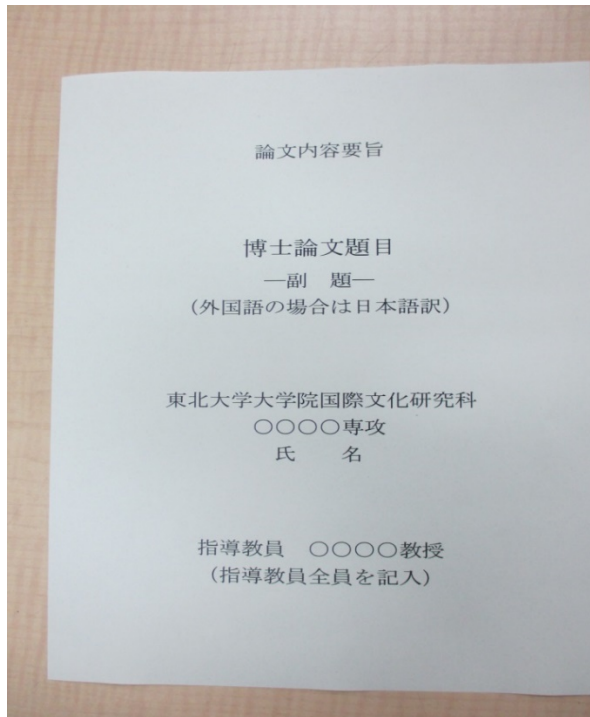 論文内容要旨
博士論文題目
―副　題―
(外国語の場合は日本語訳)
東北大学大学院国際文化研究科
○○○○専攻
氏　　名
指導教員　○○○○教授
(指導教員全員を記入)